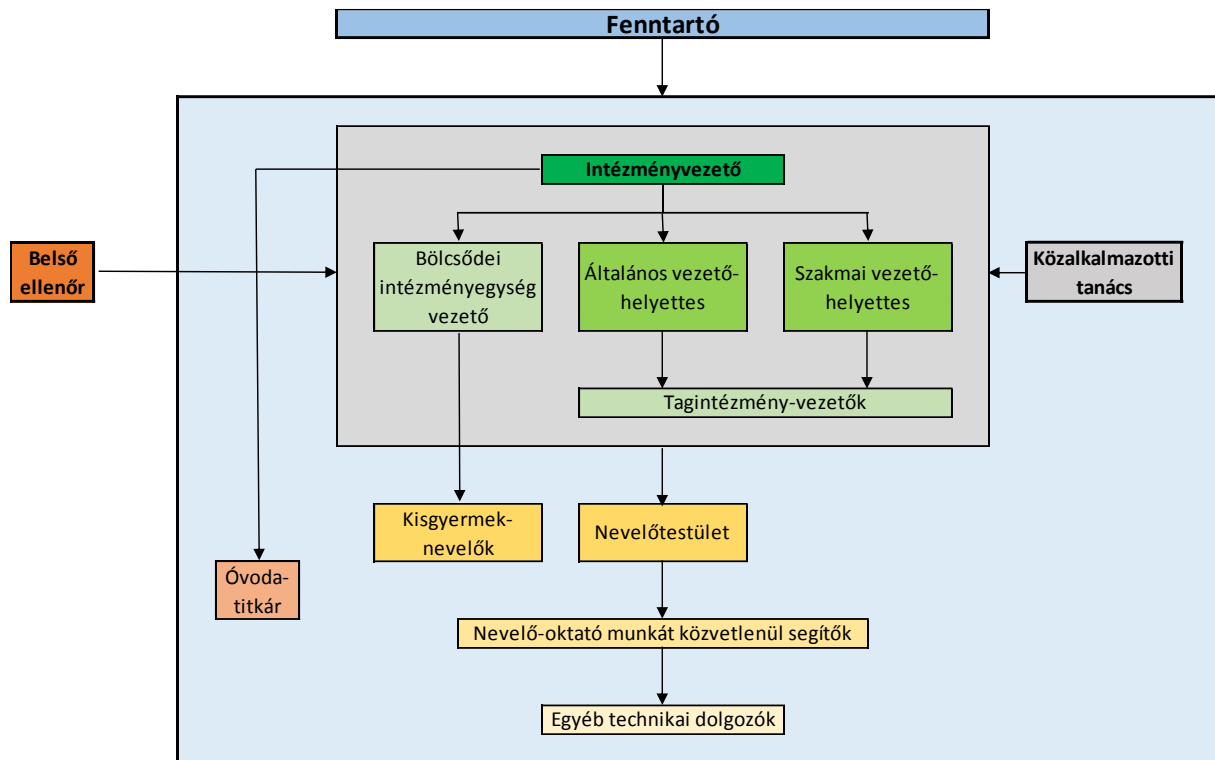 Fenntartó
Intézményvezető
Belső
ellenőr
Bölcsődei
intézményegység
vezető
Általános vezető-
helyettes
Szakmai vezető-
helyettes
Közalkalmazotti
tanács
Tagintézmény-vezetők
Kisgyermek-
nevelők
Nevelőtestület
Óvoda-
titkár
Nevelő-oktató munkát közvetlenül segítők
Egyéb technikai dolgozók